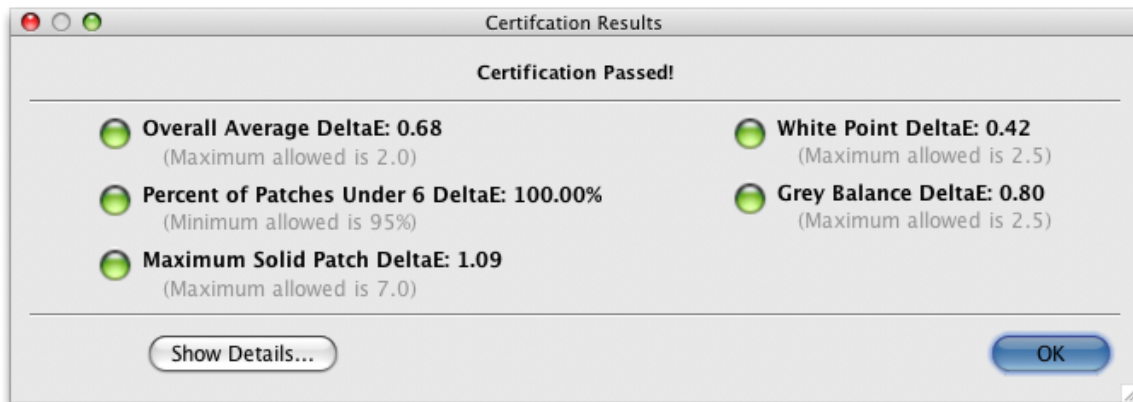 Certifcation Results
Certification Passed!
Overall Average DeltaE: 0.68
(Maximum allowed is 2.0)
Percent of Patches Under 6 DeltaE: 100.00%
(Minimum allowed is 95%)
Maximum Solid Patch DeltaE: 1.09
(Maximum allowed is 7.0)
White Point DeltaE: 0.42
(Maximum allowed is 2.5)
Grey Balance DeltaE: 0.80
(Maximum allowed is 2.5)
Show Details...
OK